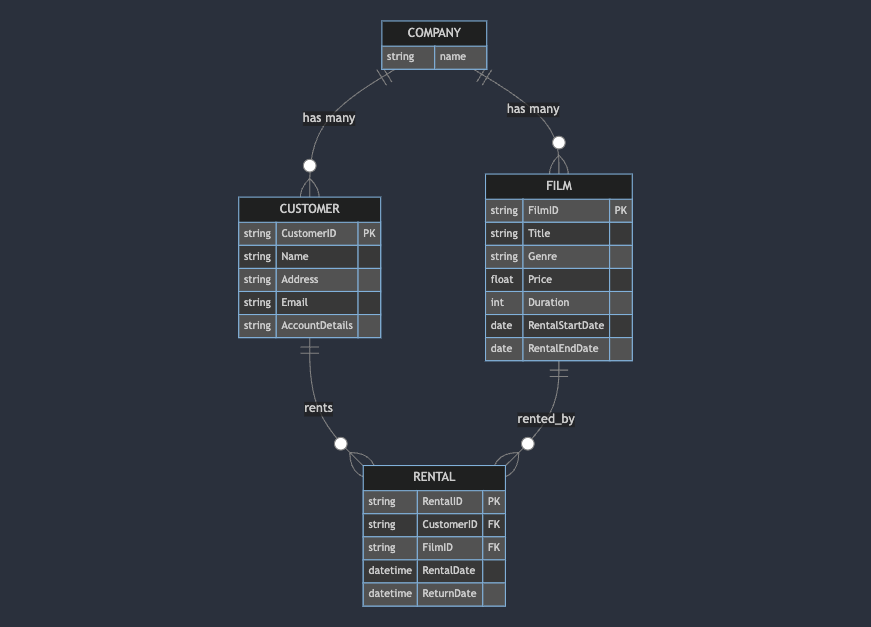 COMPANY
string name
has many
has many
CUSTOMER
string CustomerID PK
string Name
string Address
string Email
string AccountDetails
FILM
string FilmID PK
string Title
string Genre
float Price
int Duration
date RentalStartDate
date RentalEndDate
rents
rented_by
RENTAL
string RentalID PK
string CustomerID FK
string FilmID FK
datetime RentalDate
datetime ReturnDate